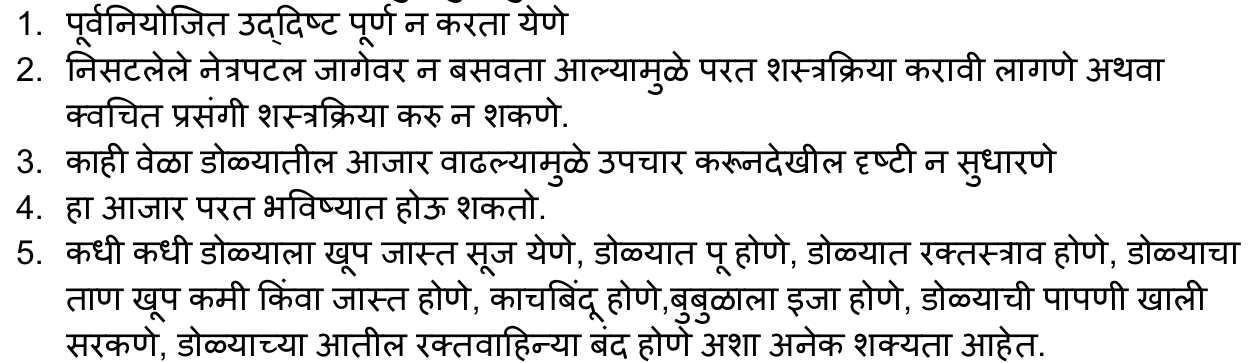 1. पूर्वनियोजित उद्‌दिष्ट पूर्ण न करता येणे
2. निसटलेले नेत्रपटल जागेवर न बसवता आल्यामुळे परत शस्त्रक्रिया करावी लागणे अथवा
क्वचित प्रसंगी शस्त्रक्रिया करु न शकणे.
3. काही वेळा डोळ्यातील आजार वाढल्यामुळे उपचार करूनदेखील दृष्टी न सुधारणे
4. हा आजार परत भविष्यात होऊ शकतो.
5. कधी कधी डोळ्याला खूप जास्त सूज येणे, डोळ्यात पू होणे, डोळ्यात रक्तस्त्राव होणे, डोळ्याचा
ताण खूप कमी किंवा जास्त होणे, काचबिंदू होणे,बुबुळाला इजा होणे, डोळ्याची पापणी खाली
सरकणे, डोळ्याच्या आतील रक्तवाहिन्या बंद होणे अशा अनेक शक्यता आहेत.